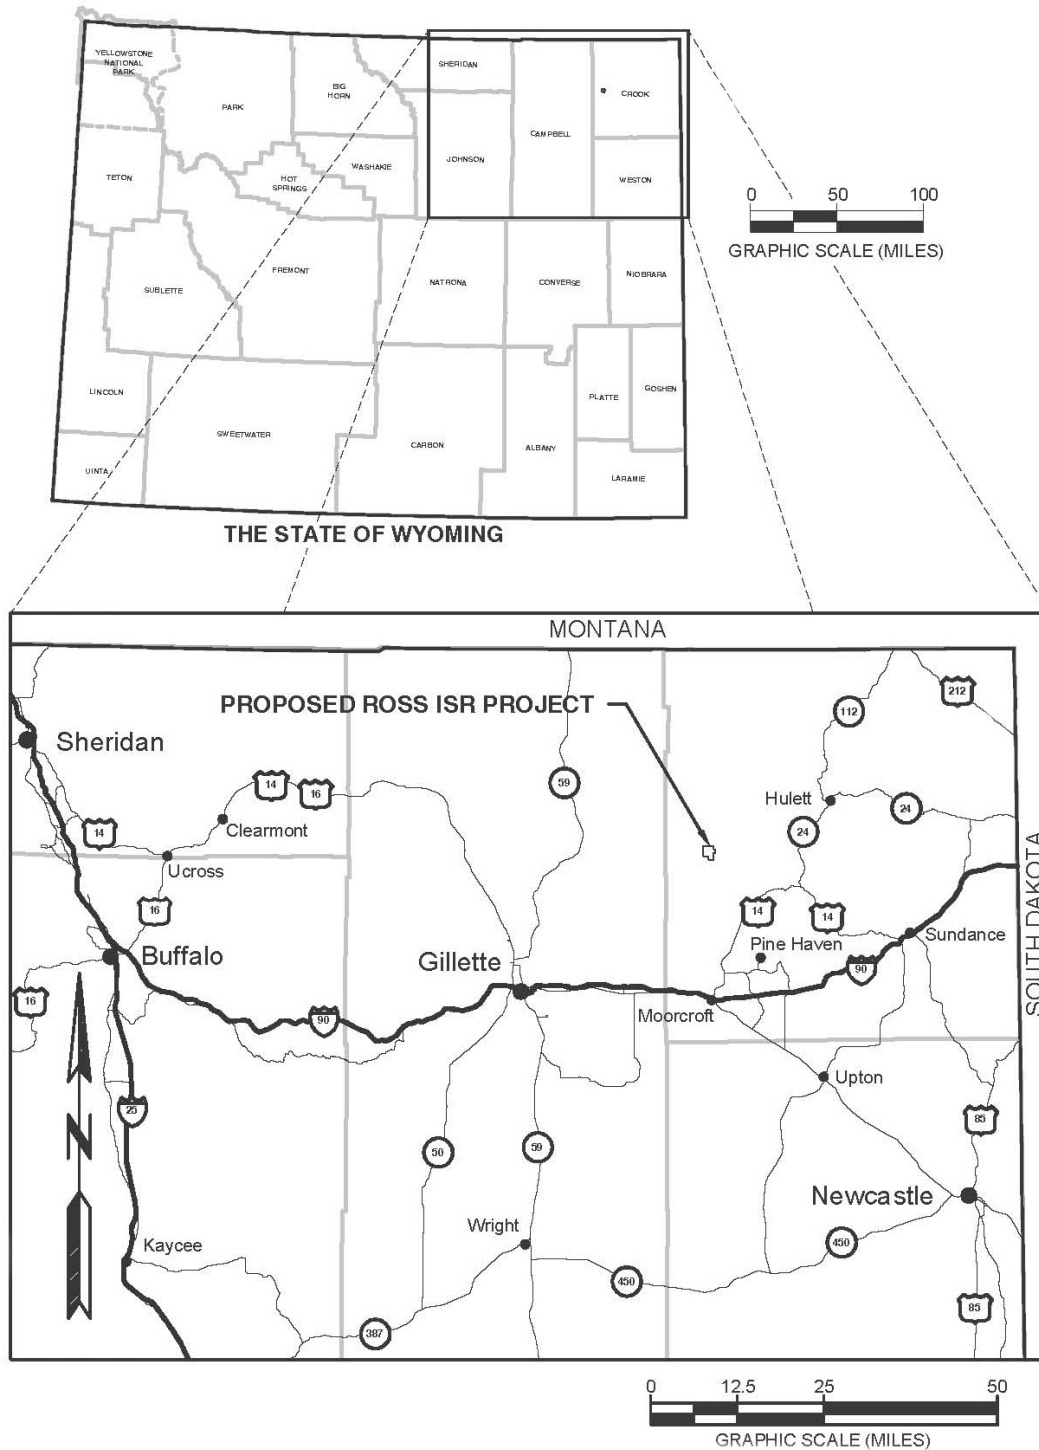 YELLOWSTONE
NATIONAL
PARK
PARK
BIG
HORN
SHERIDAN
CROOK
CAMPBELL
JOHNSON
WASHAKIE
HOT
SPRINGS
TETON
WESTON
0 50 100
GRAPHIC SCALE (MILES)
FREMONT
SUBLETTE
NATRONA
CONVERSE
NIOBRARA
LINCOLN
SWEETWATER
CARBON
ALBANY
PLATTE
GOSHEN
UINTA
LARAMIE
THE STATE OF WYOMING
MONTANA
PROPOSED ROSS ISR PROJECT
212
112
Sheridan
59
14
16
Hulett
24
24
Clearmont
14
Ucross
SOUTH DAKOTA
16
14
14
Sundance
Pine Haven
Buffalo
Gillette
90
16
90
Moorcroft
Upton
25
N
85
50
59
Newcastle
Wright
Kaycee
450
450
85
387
0 12.5 25 50
GRAPHIC SCALE (MILES)